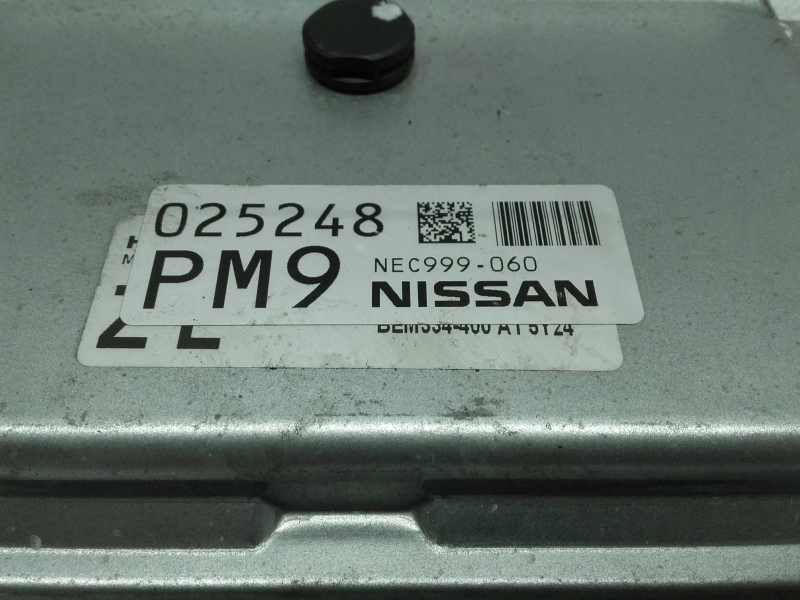 025248
PM9
NEC999-060
NISSAN
BEM334-400 A1 5Y24